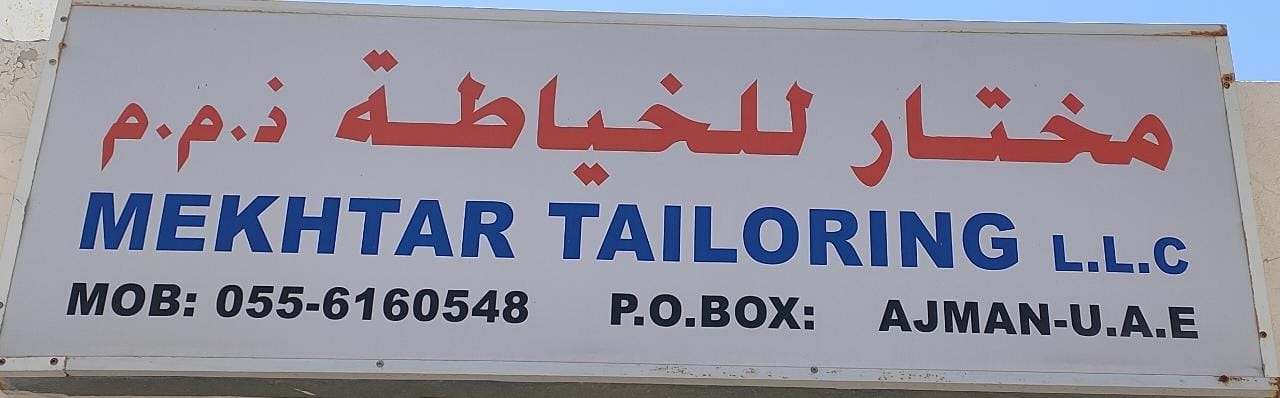 مختار للخياطة ذ.م.م
MEKHTAR TAILORING L.L.C
MOB: 055-6160548 P.O.BOX: AJMAN-U.A.E